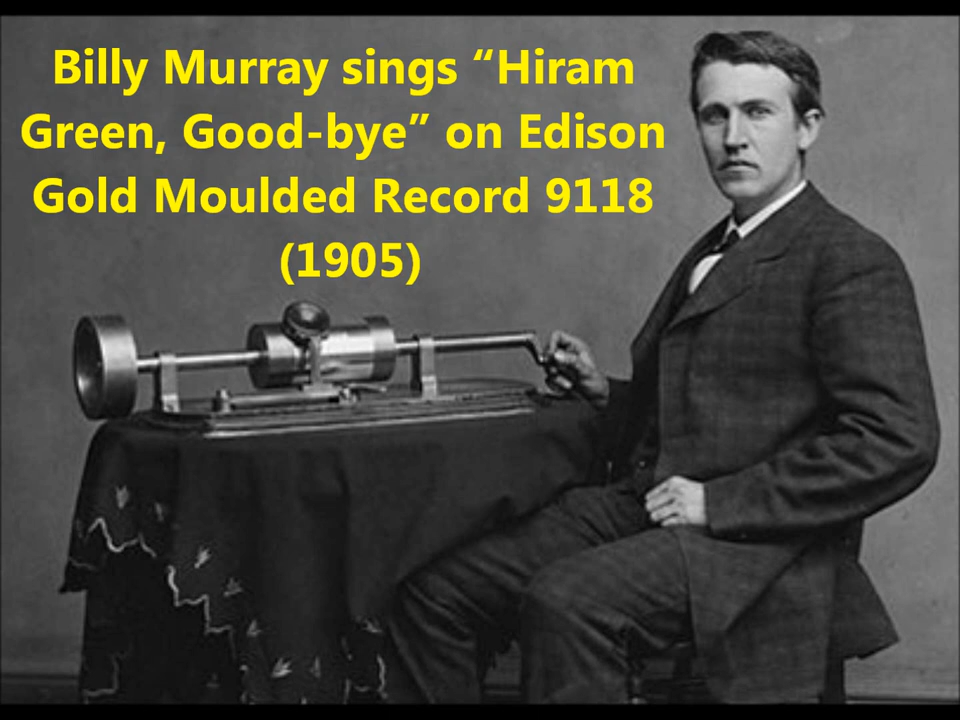 Billy Murray sings “Hiram
Green, Good-bye” on Edison
Gold Moulded Record 9118
(1905)